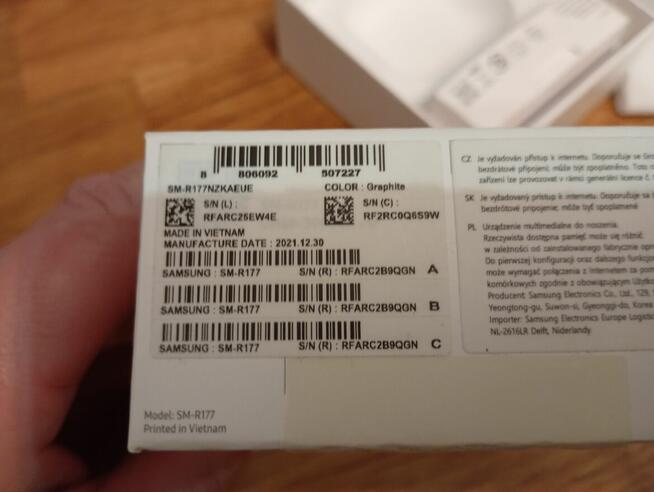 8 806092 507227
SM-R177NZKAEUE COLOR : Graphite
S/N (L) : S/N (C) :
RFARC25EW4E RF2RC0Q6S9W
MADE IN VIETNAM
MANUFACTURE DATE : 2021.12.30
SAMSUNG : SM-R177 S/N (R) : RFARC2B9QGN A
SAMSUNG : SM-R177 S/N (R) : RFARC2B9QGN B
SAMSUNG : SM-R177 S/N (R) : RFARC2B9QGN C
Model: SM-R177
Printed in Vietnam
CZ Je vyžadován přístup k internetu. Doporučuje se
bezdrátové připojení; může být zpoplatněno. Toto
zařízení lze provozovat v rámci generální licence č.
SK Je vyžadovaný prístup k internetu. Doporučuje sa
bezdrôtové pripojenie; môže byť spoplatnené
PL Urządzenie multimedialne do noszenia.
Rzeczywista dostępna pamięć może się różnić
w zależności od zainstalowanego fabrycznie
Do pierwszej konfiguracji oraz dalszego
może wymagać połączenia z Internetem za
komórkowych zgodnie z obowiązującym
Producent: Samsung Electronics Co., Ltd., 129,
Yeongtong-gu, Suwon-si, Gyeonggi-do, Korea
Importer: Samsung Electronics Europe Logistics
NL-2616LR Delft, Niderlandy